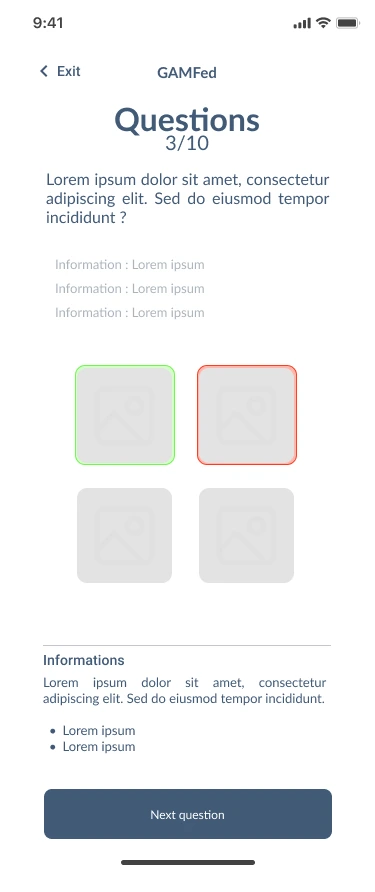 9:41
Exit
GAMFed
Questions
3/10
Lorem ipsum dolor sit amet, consectetur
adipiscing elit. Sed do eiusmod tempor
incididunt ?
Information : Lorem ipsum
Information : Lorem ipsum
Information : Lorem ipsum
Informations
Lorem ipsum dolor sit amet, consectetur
adipiscing elit. Sed do eiusmod tempor incididunt.
• Lorem ipsum
• Lorem ipsum
Next question